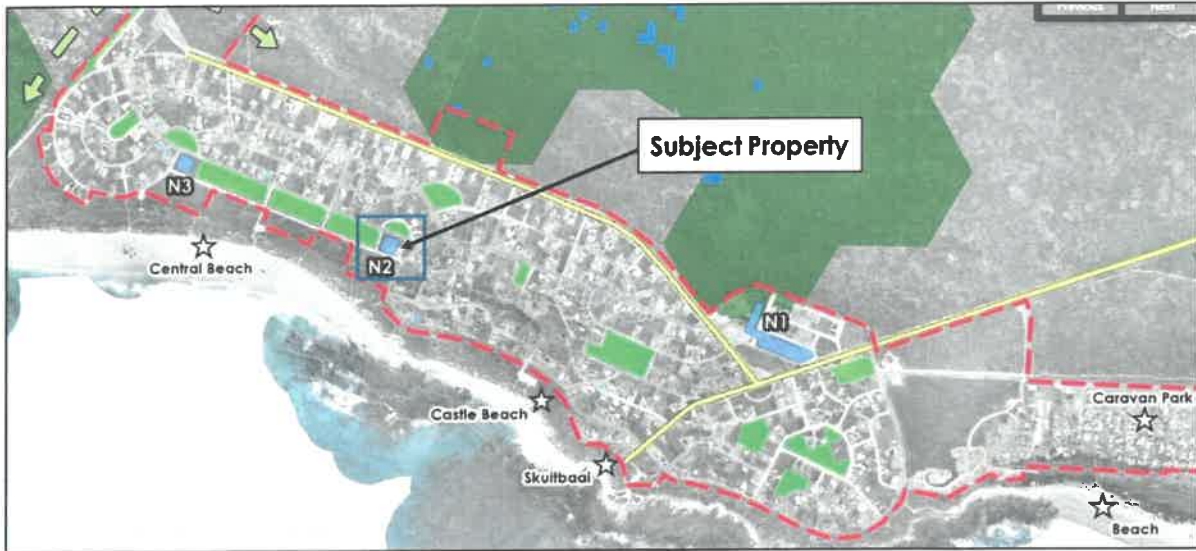 Subject Property
N3
Central Beach
N2
N1
Castle Beach
Caravan Park
Skuitbaai
Beach